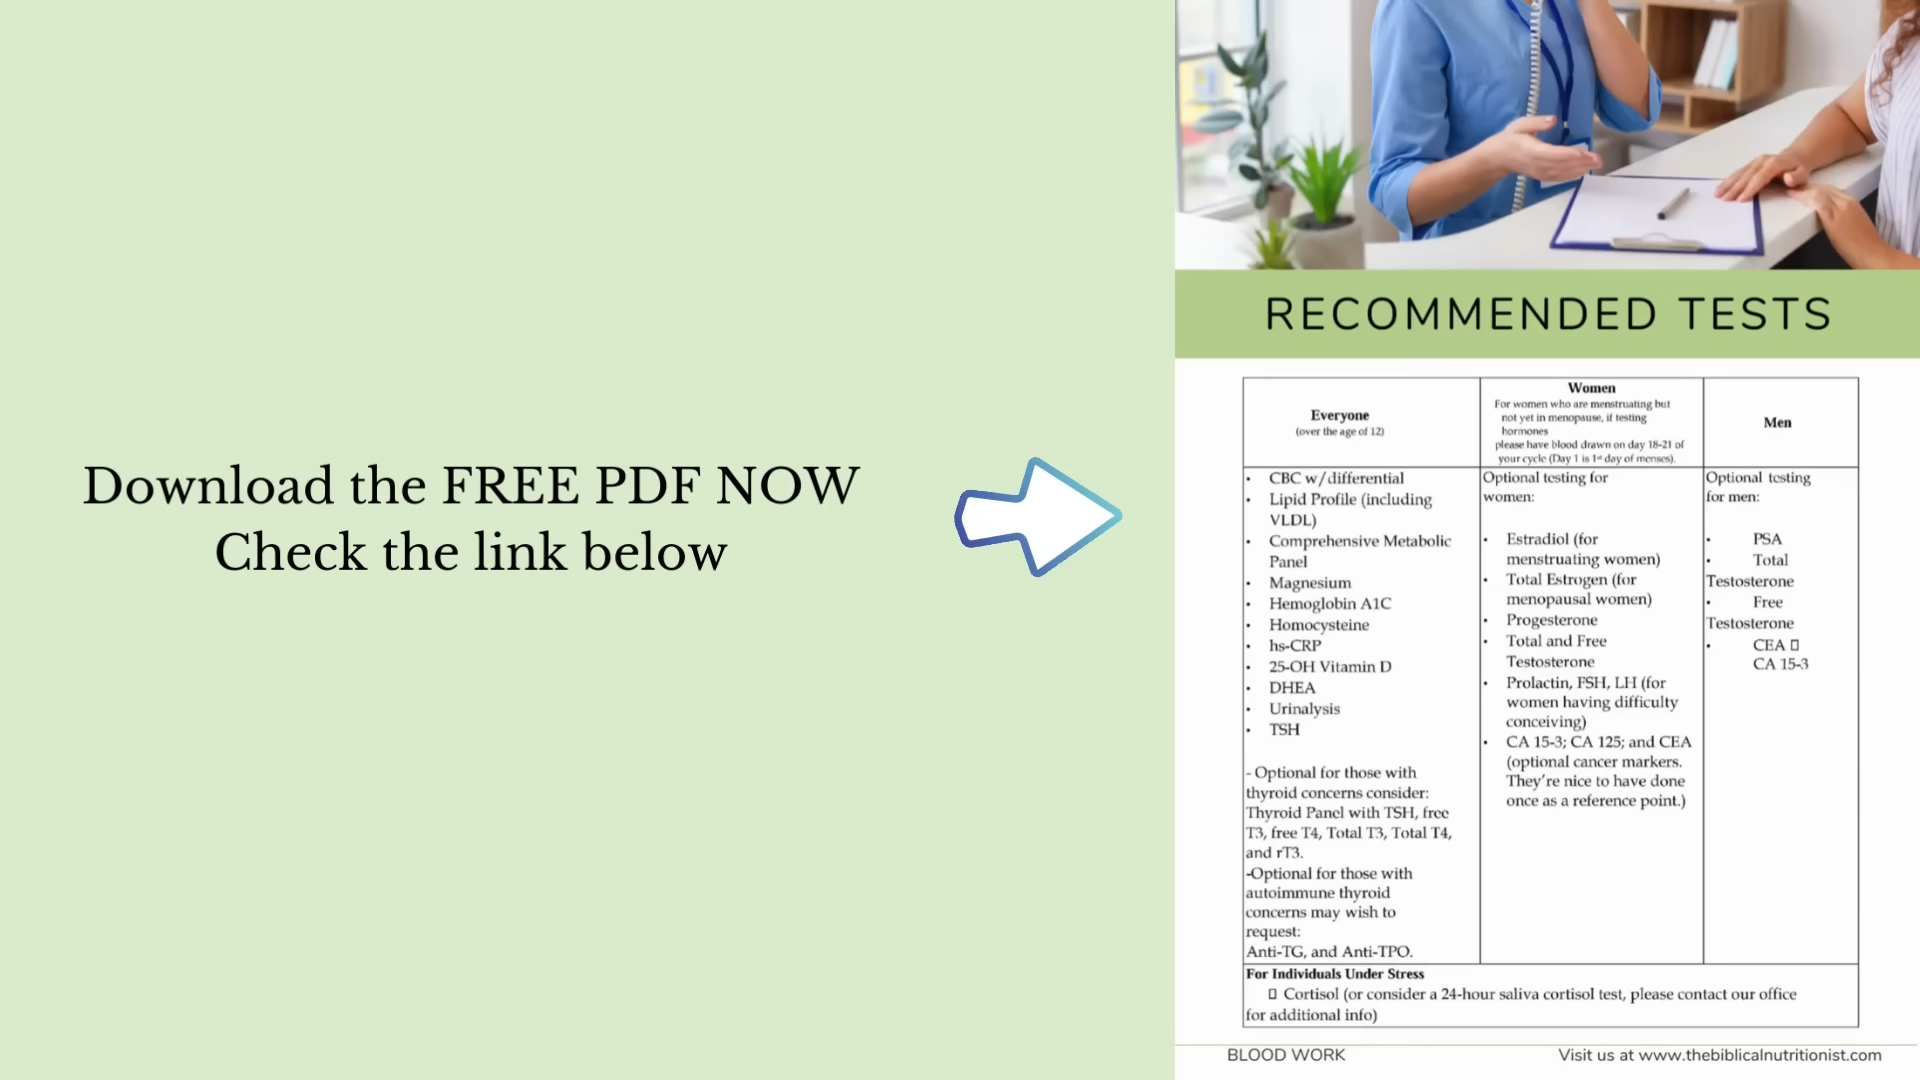 Download the FREE PDF NOW
Check the link below
RECOMMENDED TESTS
Everyone
(over the age of 12)
Women
For women who are menstruating but
not yet in menopause, if testing
hormones
please have blood drawn on day 18-21 of
your cycle (Day 1 is 1st day of menses).
Men
• CBC w/differential
• Lipid Profile (including
VLDL)
• Comprehensive Metabolic
Panel
• Magnesium
• Hemoglobin A1C
• Homocysteine
• hs-CRP
• 25-OH Vitamin D
• DHEA
• Urinalysis
• TSH
- Optional for those with
thyroid concerns consider:
Thyroid Panel with TSH, free
T3, free T4, Total T3, Total T4,
and rT3.
-Optional for those with
autoimmune thyroid
concerns may wish to
request:
Anti-TG, and Anti-TPO.
Optional testing for
women:
• Estradiol (for
menstruating women)
• Total Estrogen (for
menopausal women)
• Progesterone
• Total and Free
Testosterone
• Prolactin, FSH, LH (for
women having difficulty
conceiving)
• CA 15-3; CA 125; and CEA
(optional cancer markers.
They're nice to have done
once as a reference point.)
Optional testing
for men:
• PSA
• Total
Testosterone
• Free
Testosterone
• CEA 
CA 15-3
For Individuals Under Stress
 Cortisol (or consider a 24-hour saliva cortisol test, please contact our office
for additional info)
BLOOD WORK
Visit us at www.thebiblicalnutritionist.com